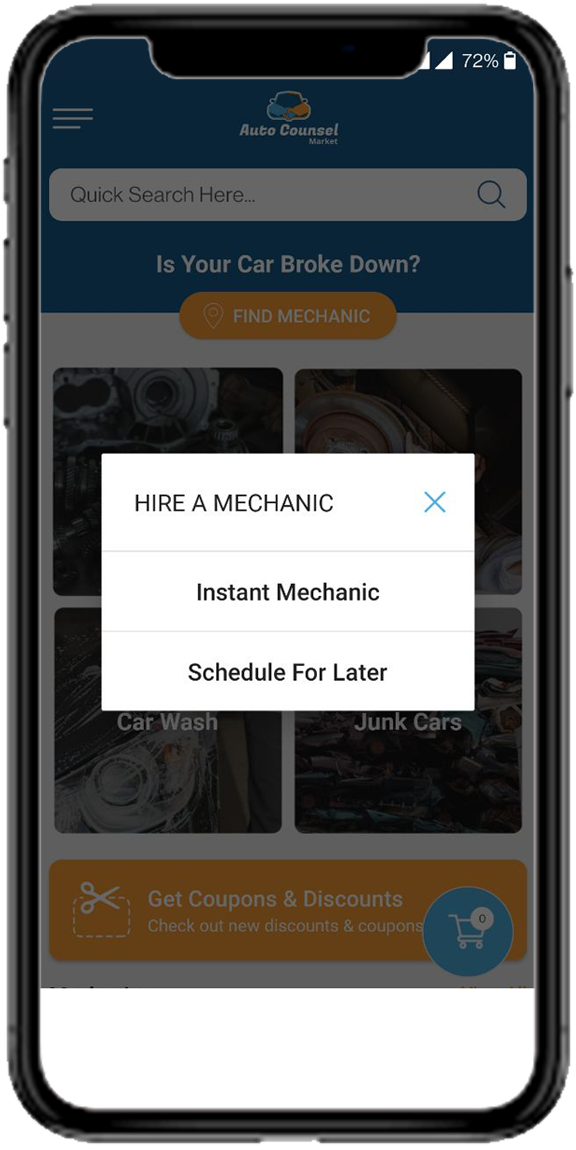 72%
Auto Counsel
Market
Quick Search Here...
Is Your Car Broke Down?
FIND MECHANIC
HIRE A MECHANIC
Instant Mechanic
Schedule For Later
Car Wash
Junk Cars
Get Coupons & Discounts
Check out new discounts & coupons
0